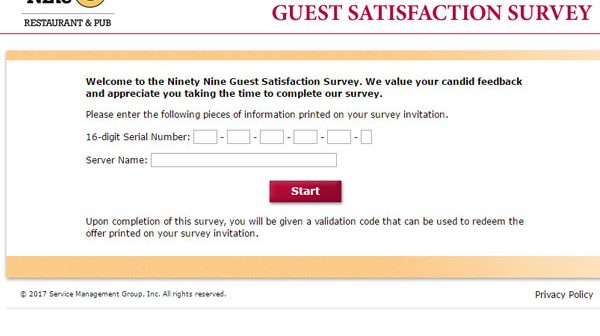 GUEST SATISFACTION SURVEY
RESTAURANT & PUB
Welcome to the Ninety Nine Guest Satisfaction Survey. We value your candid feedback
and appreciate you taking the time to complete our survey.
Please enter the following pieces of information printed on your survey invitation.
16-digit Serial Number: - - - - -
Server Name:
Start
Upon completion of this survey, you will be given a validation code that can be used to redeem the
offer printed on your survey invitation.
© 2017 Service Management Group, Inc. All rights reserved.
Privacy Policy